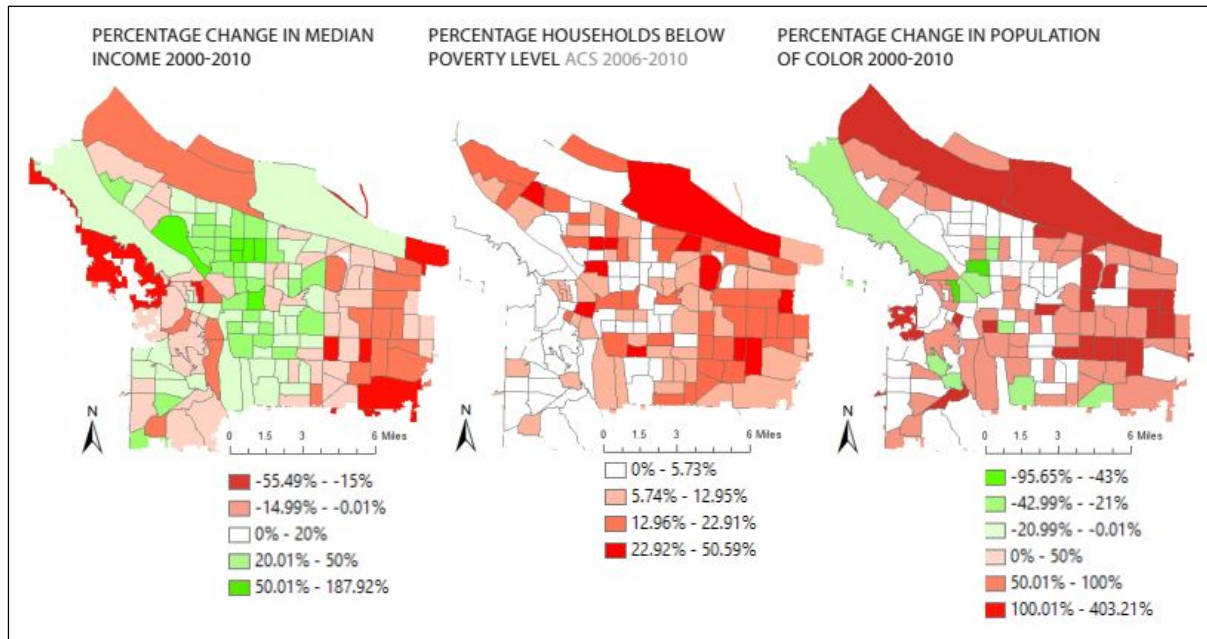 PERCENTAGE CHANGE IN MEDIAN
INCOME 2000-2010
N
0 1.5 3 6 Miles
-55.49% - -15%
-14.99% - -0.01%
0% - 20%
20.01% - 50%
50.01% - 187.92%
PERCENTAGE HOUSEHOLDS BELOW
POVERTY LEVEL ACS 2006-2010
N
0 1.5 3 6 Miles
0% - 5.73%
5.74% - 12.95%
12.96% - 22.91%
22.92% - 50.59%
PERCENTAGE CHANGE IN POPULATION
OF COLOR 2000-2010
N
0 1.5 3 6 Miles
-95.65% - -43%
-42.99% - -21%
-20.99% - -0.01%
0% - 50%
50.01% - 100%
100.01% - 403.21%